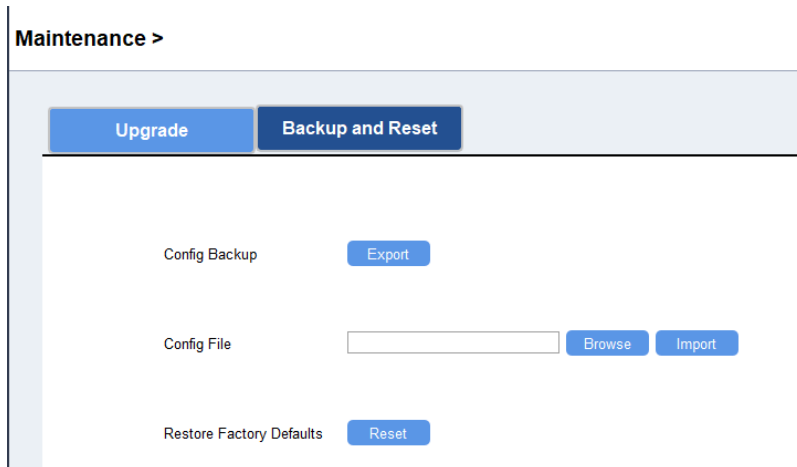 Maintenance >
Upgrade Backup and Reset
Config Backup Export
Config File Browse Import
Restore Factory Defaults Reset